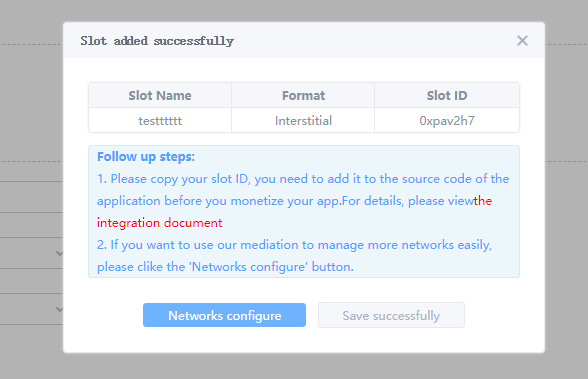 Slot added successfully
Slot Name Format Slot ID
testttttt Interstitial 0xpav2h7
Follow up steps:
1. Please copy your slot ID, you need to add it to the source code of the
application before you monetize your app.For details, please viewthe
integration document
2. If you want to use our mediation to manage more networks easily,
please clike the 'Networks configure' button.
Networks configure Save successfully